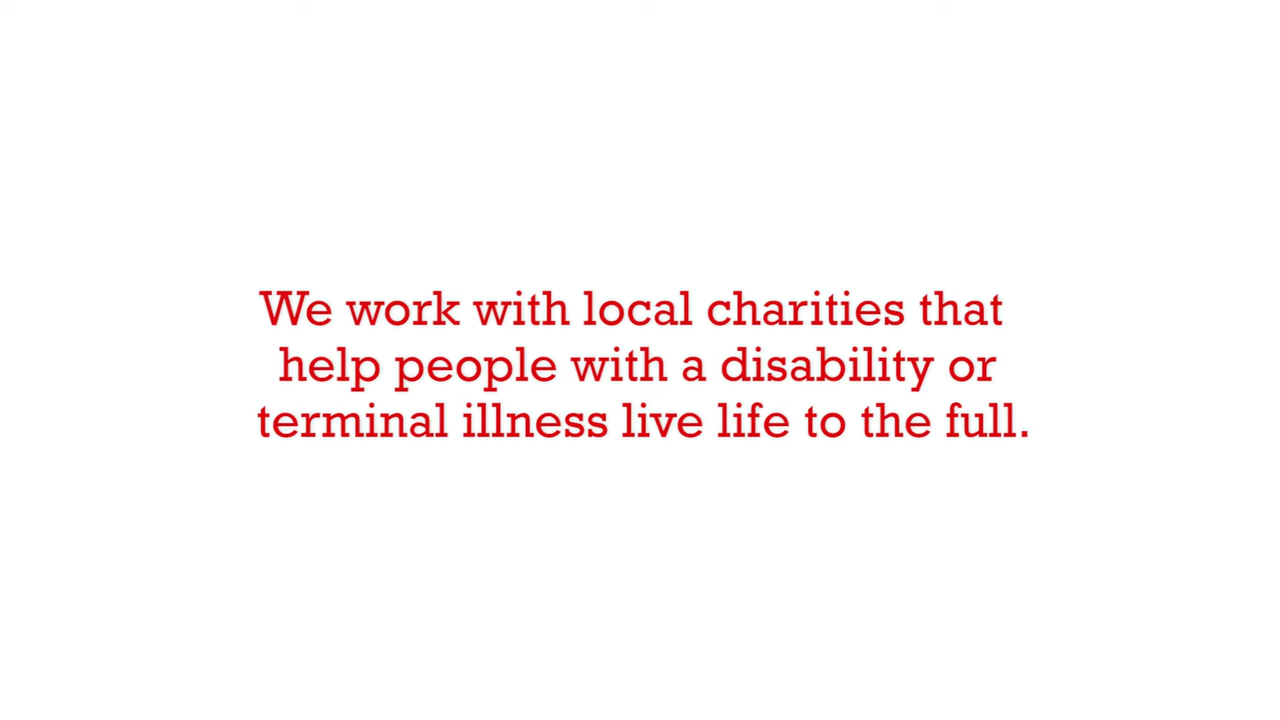 We work with local charities that
help people with a disability or
terminal illness live life to the full.